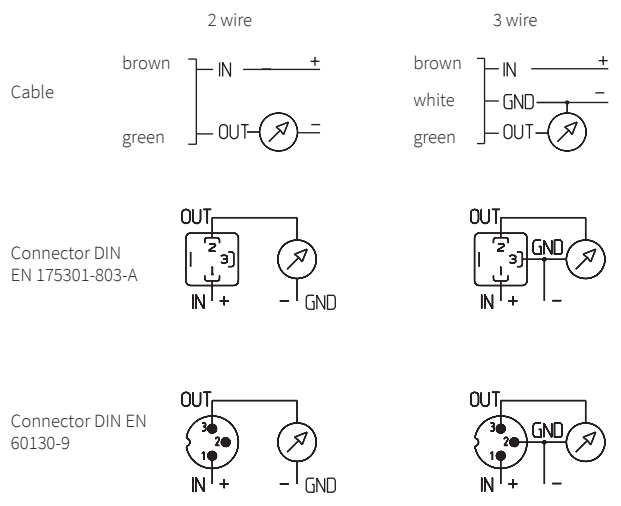 2 wire 3 wire
brown IN — + brown IN +
Cable white GND −
green OUT − green OUT
OUT OUT
2 2 GND
Connector DIN 3 3
EN 175301-803-A 1 1
IN + − GND IN + −
OUT OUT
Connector DIN EN 3 3 GND
60130-9 2 2
1 1
IN + − GND IN + −